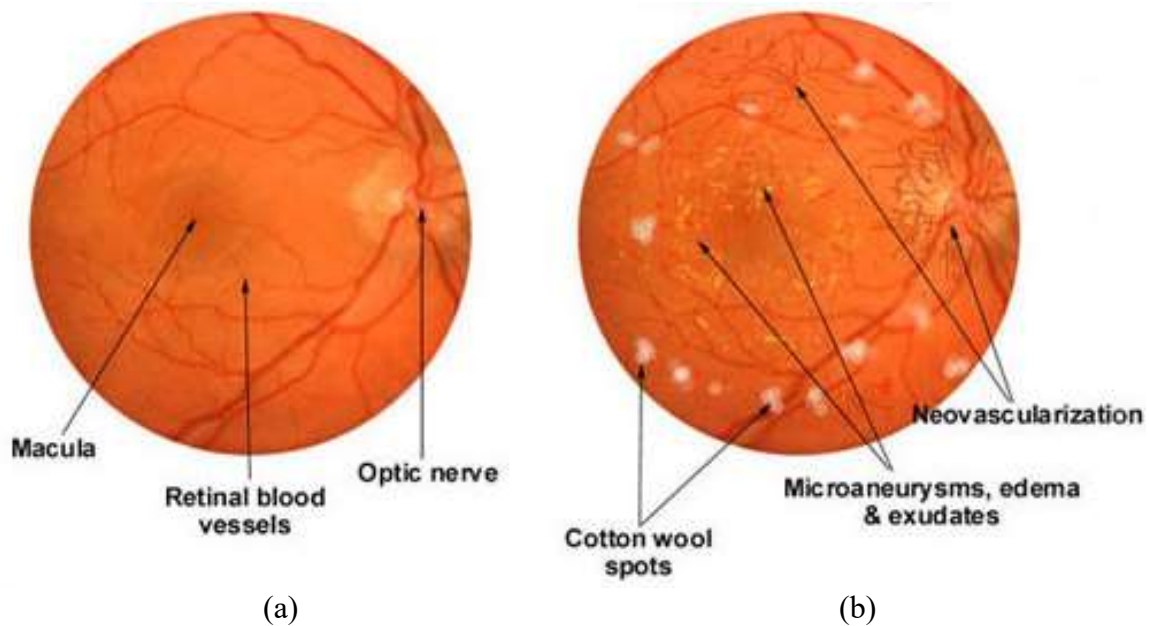 Macula
Retinal blood
vessels
Optic nerve
Neovascularization
Microaneurysms, edema
& exudates
Cotton wool
spots
(a)
(b)